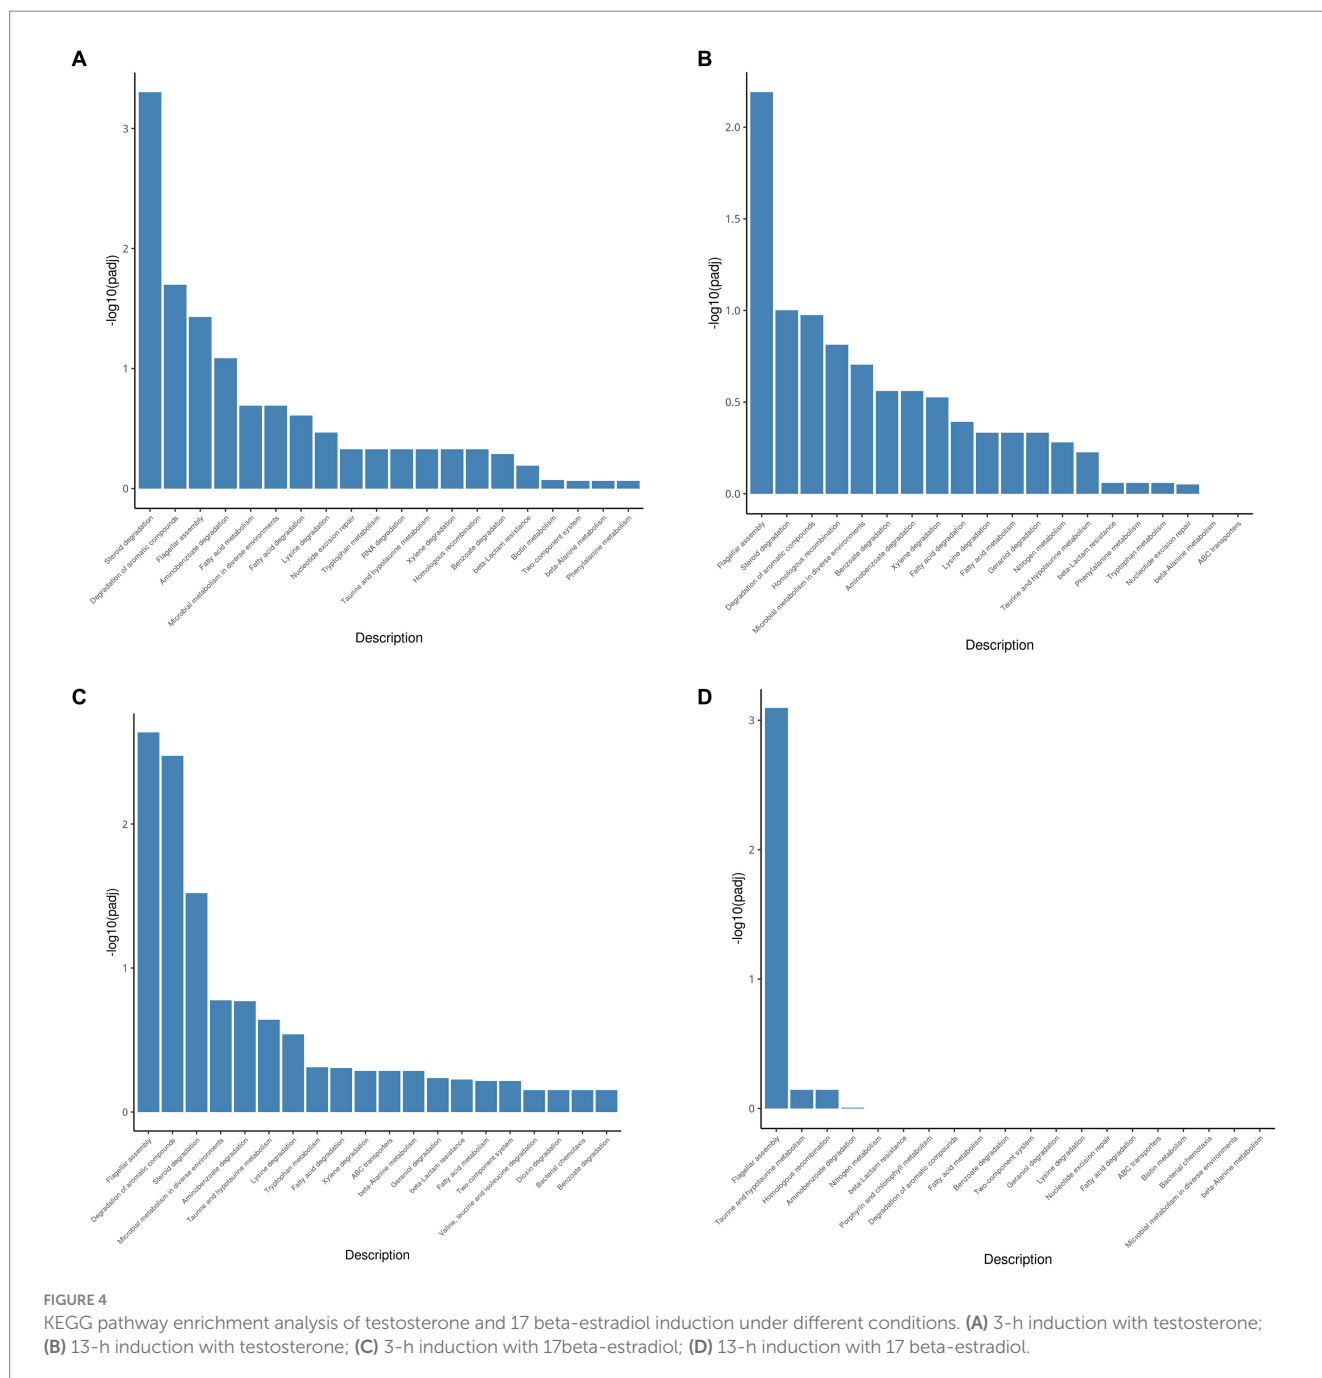 A
3
2
1
0
-log10(padj)
Steroid degradation
Degradation of aromatic compounds
Flagellar assembly
Aminobenzoate degradation
Fatty acid metabolism
Microbial metabolism in diverse environments
Fatty acid degradation
Lysine degradation
Nucleotide excision repair
Tryptophan metabolism
RNA degradation
Taurine and hypotaurine metabolism
Xylene degradation
Homologous recombination
Benzoate degradation
beta-Lactam resistance
Biotin metabolism
Two-component system
beta-Alanine metabolism
Phenylalanine metabolism
Description
B
2.0
1.5
1.0
0.5
0.0
-log10(padj)
Flagellar assembly
Steroid degradation
Degradation of aromatic compounds
Homologous recombination
Microbial metabolism in diverse environments
Benzoate degradation
Aminobenzoate degradation
Xylene degradation
Fatty acid degradation
Lysine degradation
Fatty acid metabolism
Geraniol degradation
Nitrogen metabolism
Taurine and hypotaurine metabolism
beta-Lactam resistance
Phenylalanine metabolism
Tryptophan metabolism
Nucleotide excision repair
beta-Alanine metabolism
ABC transporters
Description
C
2
1
0
-log10(padj)
Flagellar assembly
Degradation of aromatic compounds
Steroid degradation
Microbial metabolism in diverse environments
Aminobenzoate degradation
Taurine and hypotaurine metabolism
Lysine degradation
Tryptophan metabolism
Fatty acid degradation
Xylene degradation
ABC transporters
beta-Alanine metabolism
Geraniol degradation
beta-Lactam resistance
Fatty acid metabolism
Two-component system
Valine, leucine and isoleucine degradation
Dioxin degradation
Bacterial chemotaxis
Benzoate degradation
Description
D
3
2
1
0
-log10(padj)
Flagellar assembly
Taurine and hypotaurine metabolism
Homologous recombination
Aminobenzoate degradation
Nitrogen metabolism
beta-Lactam resistance
Porphyrin and chlorophyll metabolism
Degradation of aromatic compounds
Fatty acid metabolism
Benzoate degradation
Two-component system
Geraniol degradation
Lysine degradation
Nucleotide excision repair
Fatty acid degradation
ABC transporters
Biotin metabolism
Bacterial chemotaxis
Microbial metabolism in diverse environments
beta-Alanine metabolism
Description
FIGURE 4
KEGG pathway enrichment analysis of testosterone and 17 beta-estradiol induction under different conditions. (A) 3-h induction with testosterone;
(B) 13-h induction with testosterone; (C) 3-h induction with 17beta-estradiol; (D) 13-h induction with 17 beta-estradiol.